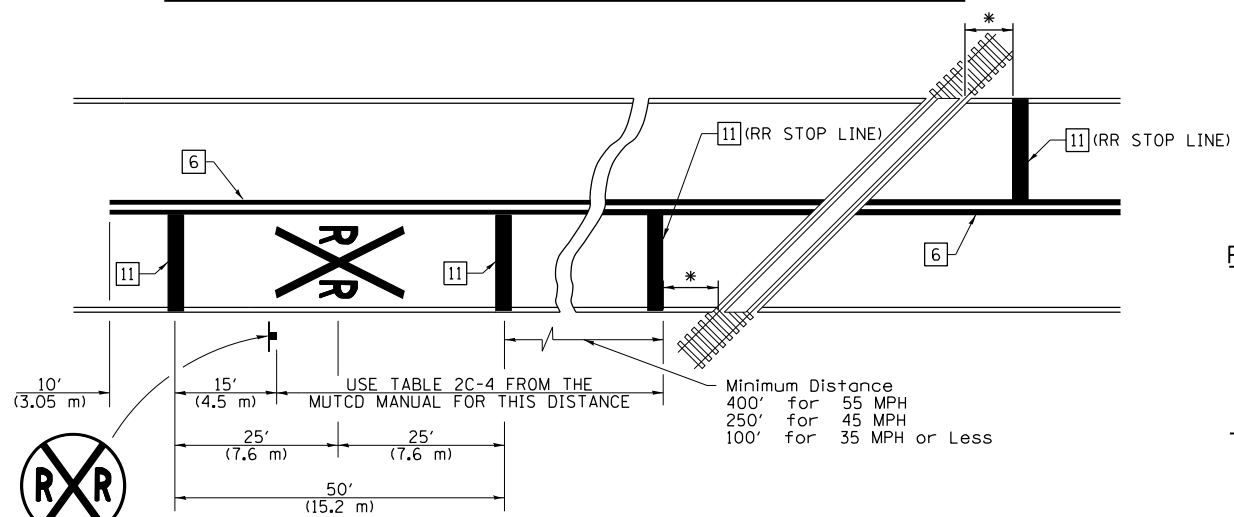 *
11 (RR STOP LINE)
11 (RR STOP LINE)
6
11
R R
11
*
6
10'
(3.05 m)
15'
(4.5 m)
USE TABLE 2C-4 FROM THE
MUTCD MANUAL FOR THIS DISTANCE
Minimum Distance
400' for 55 MPH
250' for 45 MPH
100' for 35 MPH or Less
25'
(7.6 m)
25'
(7.6 m)
50'
(15.2 m)
R R